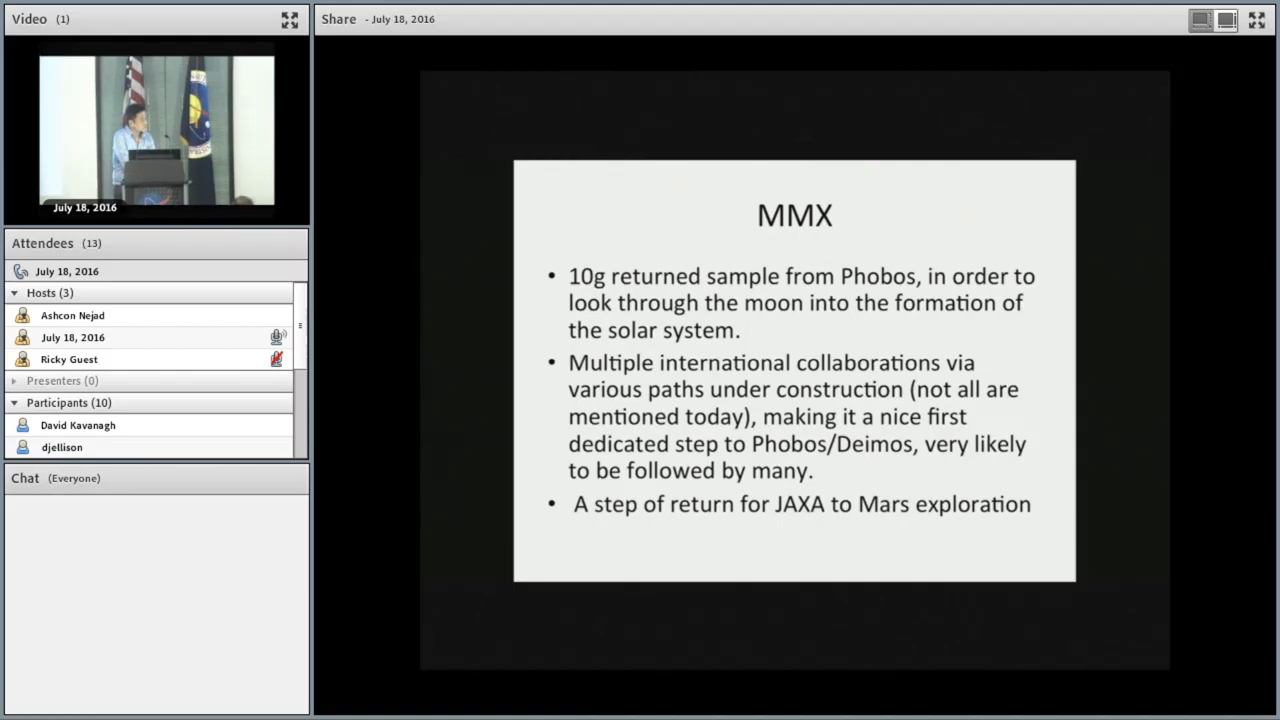 Video (1)
July 18, 2016
Attendees (13)
July 18, 2016
Hosts (3)
Ashcon Nejad
July 18, 2016
Ricky Guest
Presenters (0)
Participants (10)
David Kavanagh
djellison
Chat (Everyone)
Share - July 18, 2016
MMX
• 10g returned sample from Phobos, in order to
look through the moon into the formation of
the solar system.
• Multiple international collaborations via
various paths under construction (not all are
mentioned today), making it a nice first
dedicated step to Phobos/Deimos, very likely
to be followed by many.
• A step of return for JAXA to Mars exploration